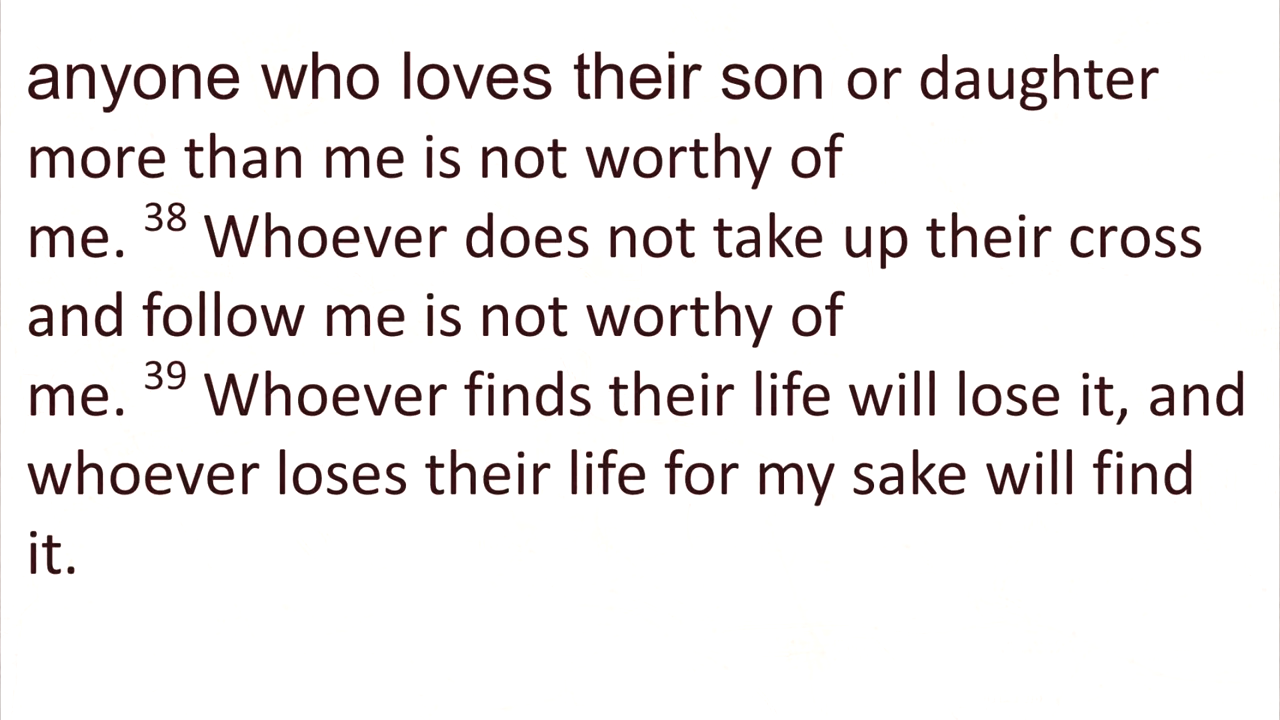 anyone who loves their son or daughter
more than me is not worthy of
me. ³⁸ Whoever does not take up their cross
and follow me is not worthy of
me. ³⁹ Whoever finds their life will lose it, and
whoever loses their life for my sake will find
it.